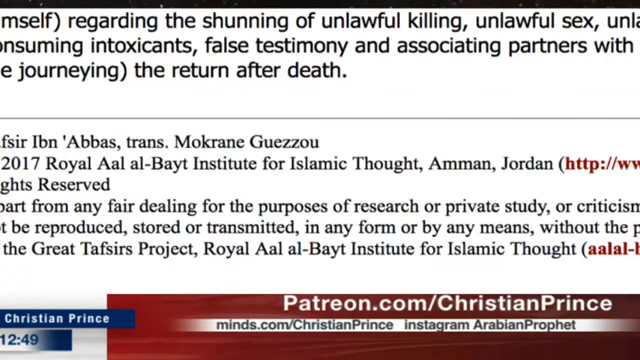 imself) regarding the shunning of unlawful killing, unlawful sex, unla
onsuming intoxicants, false testimony and associating partners with
e journeying) the return after death.
afsir Ibn 'Abbas, trans. Mokrane Guezzou
2017 Royal Aal al-Bayt Institute for Islamic Thought, Amman, Jordan (http://ww
ights Reserved
part from any fair dealing for the purposes of research or private study, or criticism
ot be reproduced, stored or transmitted, in any form or by any means, without the p
the Great Tafsirs Project, Royal Aal al-Bayt Institute for Islamic Thought (aalal-b
Patreon.com/ChristianPrince
Christian Prince
minds.com/ChristianPrince instagram ArabianProphet
12:49